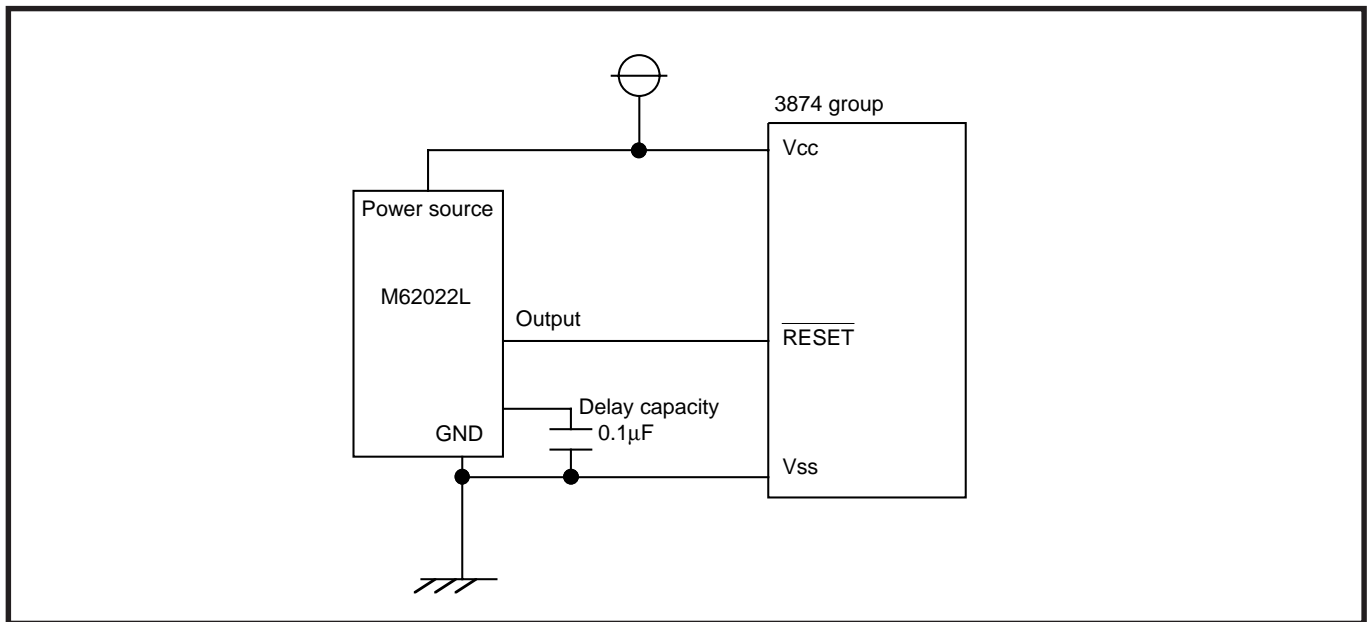 3874 group
Vcc
Power source
M62022L
Output
RESET
Delay capacity
0.1μF
GND
Vss